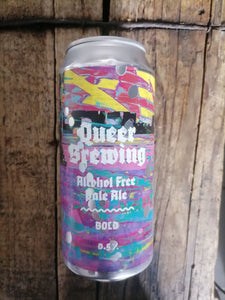 Queer
Brewing
Alcohol Free
Pale Ale
BOLD
0.5%